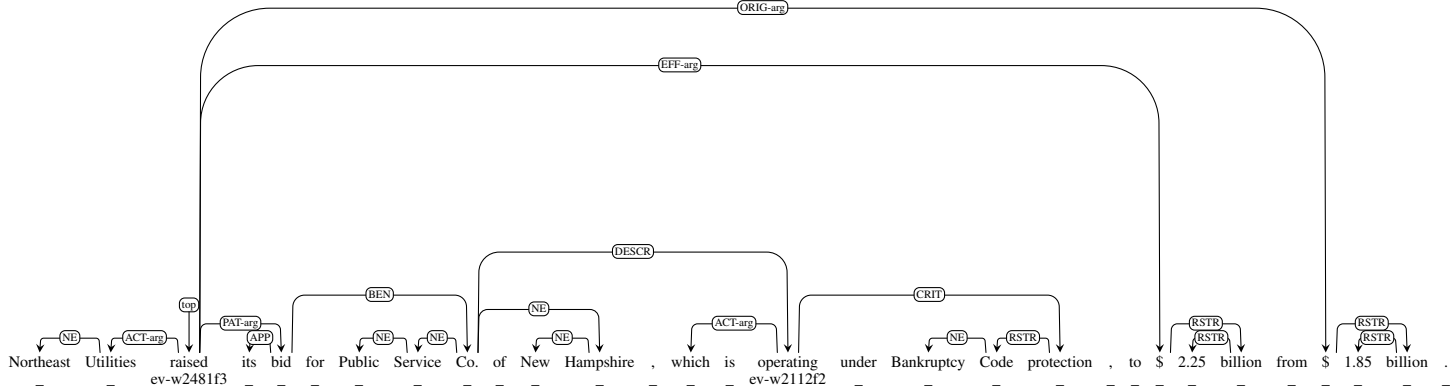 ORIG-arg
EFF-arg
DESCR
top BEN NE CRIT
NE ACT-arg PAT-arg APP NE NE NE ACT-arg NE RSTR RSTR RSTR RSTR RSTR
Northeast Utilities raised its bid for Public Service Co. of New Hampshire , which is operating under Bankruptcy Code protection , to $ 2.25 billion from $ 1.85 billion .
_ _ ev-w2481f3 _ _ _ _ _ _ _ _ _ _ _ _ ev-w2112f2 _ _ _ _ _ _ _ _ _ _ _ _ _ _